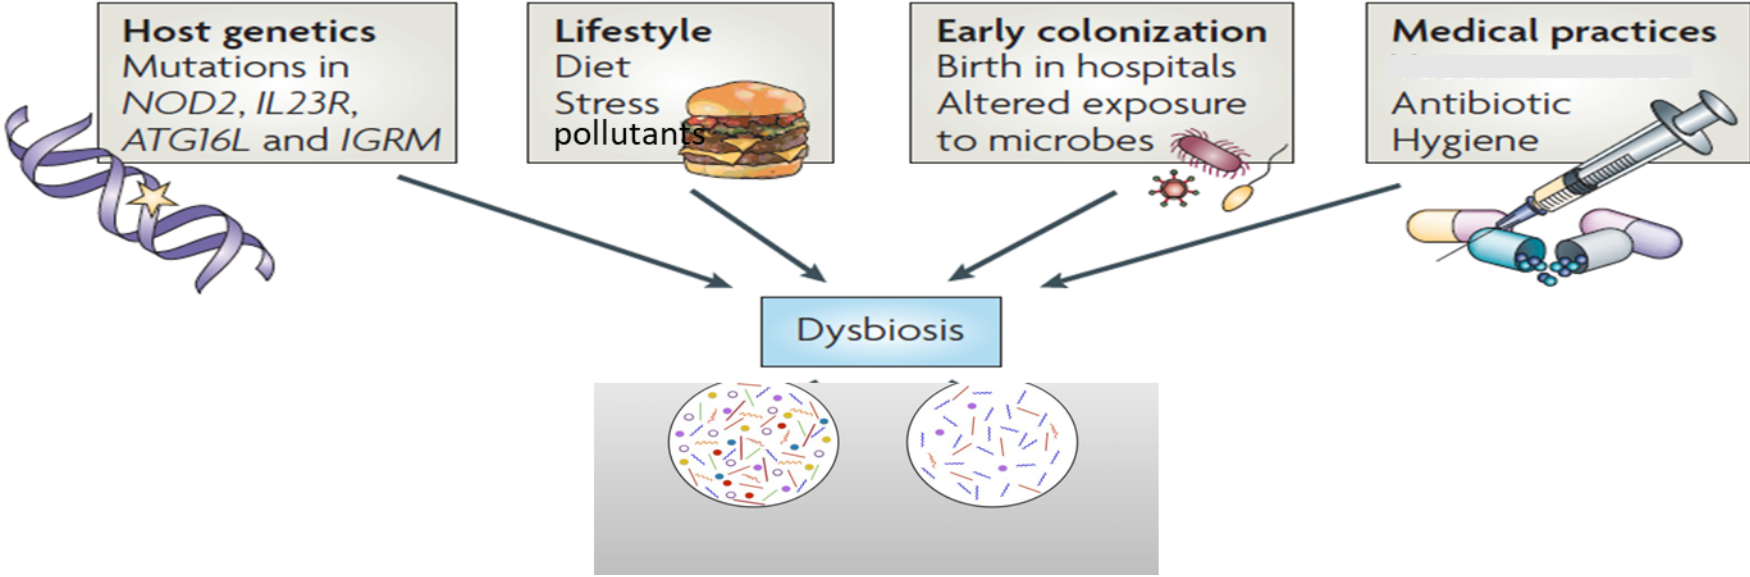 Host genetics
Mutations in
NOD2, IL23R,
ATG16L and IGRM
Lifestyle
Diet
Stress
pollutants
Early colonization
Birth in hospitals
Altered exposure
to microbes
Medical practices
Antibiotic
Hygiene
Dysbiosis